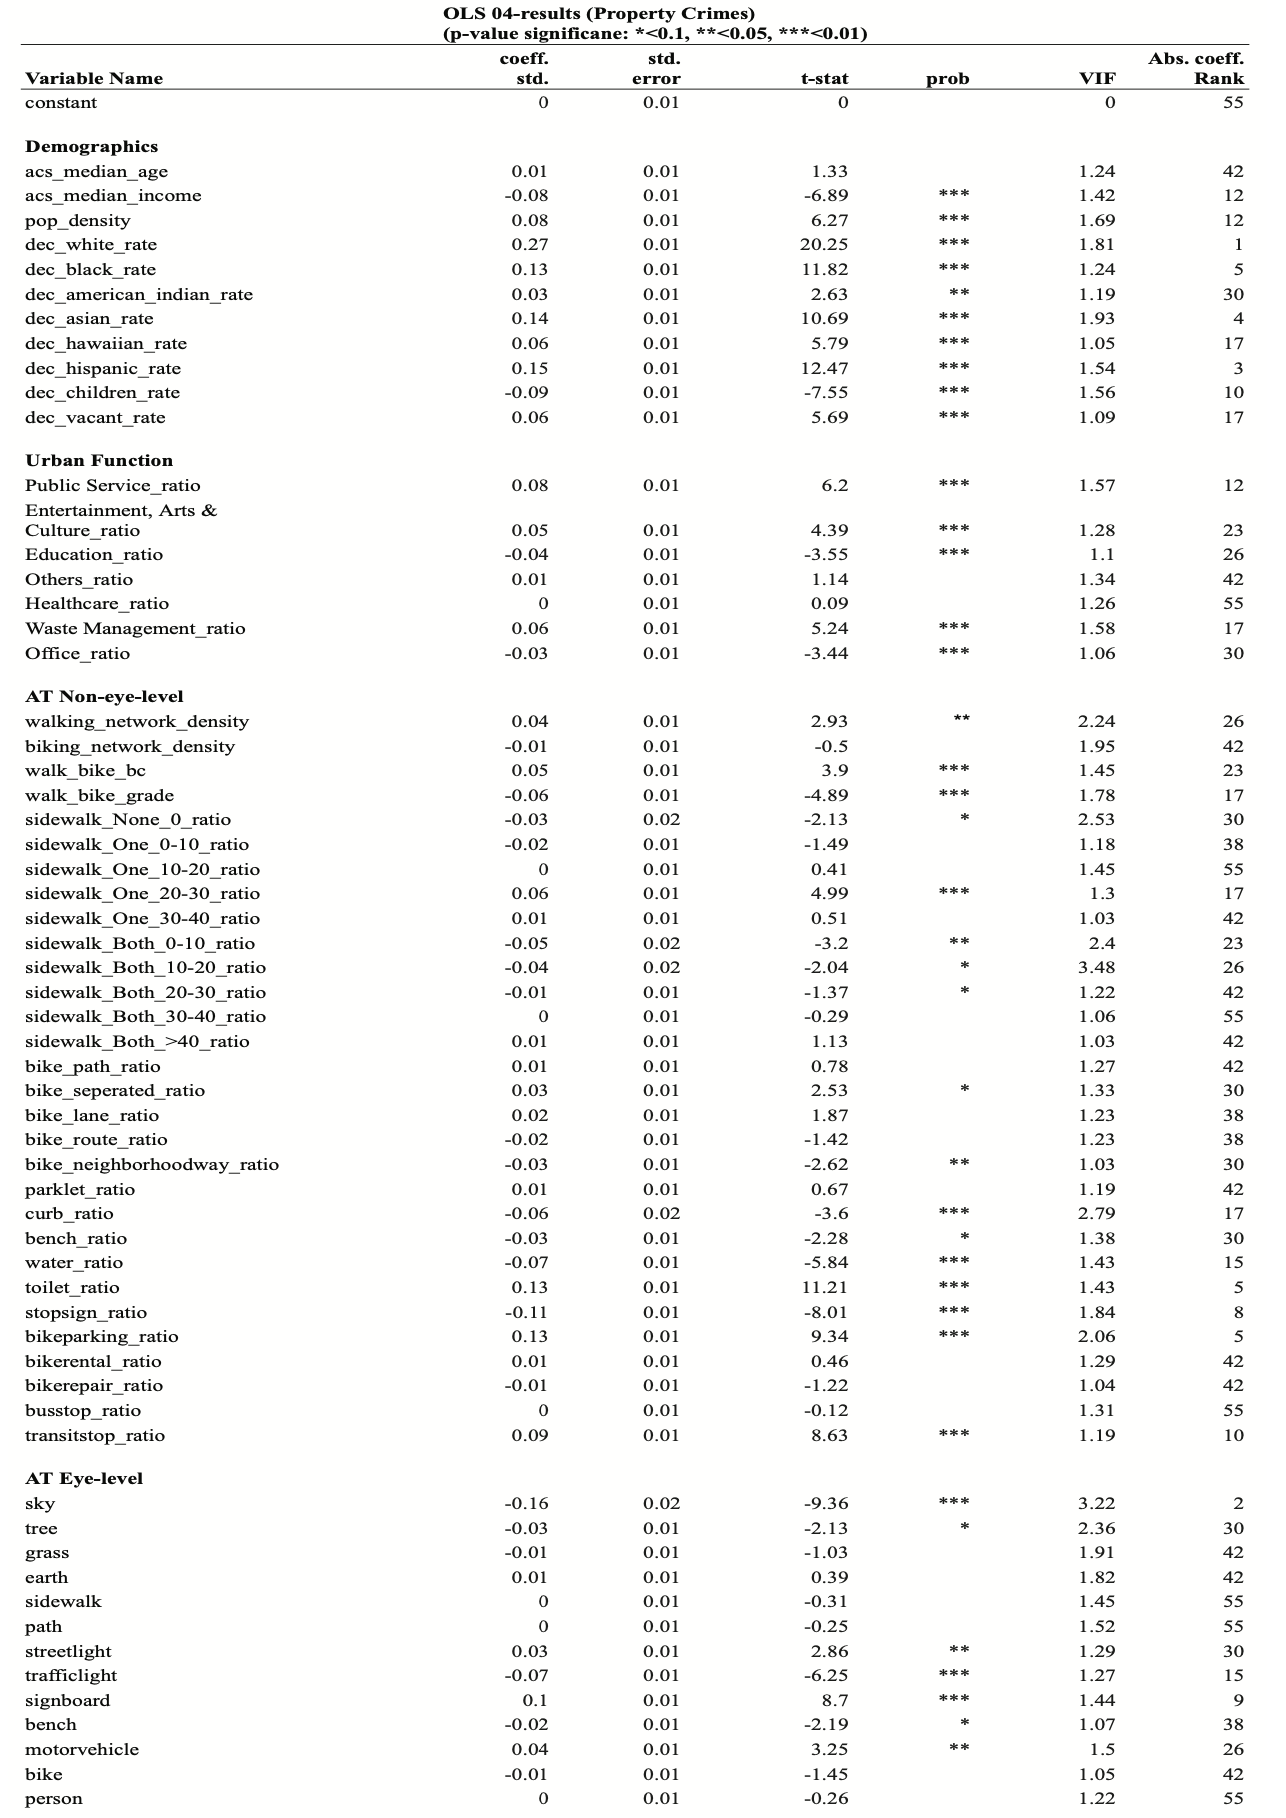 OLS 04-results (Property Crimes)
(p-value significane: *<0.1, **<0.05, ***<0.01)
coeff. std. Abs. coeff.
Variable Name std. error t-stat prob VIF Rank
constant 0 0.01 0 0 55
Demographics
acs_median_age 0.01 0.01 1.33 1.24 42
acs_median_income -0.08 0.01 -6.89 *** 1.42 12
pop_density 0.08 0.01 6.27 *** 1.69 12
dec_white_rate 0.27 0.01 20.25 *** 1.81 1
dec_black_rate 0.13 0.01 11.82 *** 1.24 5
dec_american_indian_rate 0.03 0.01 2.63 ** 1.19 30
dec_asian_rate 0.14 0.01 10.69 *** 1.93 4
dec_hawaiian_rate 0.06 0.01 5.79 *** 1.05 17
dec_hispanic_rate 0.15 0.01 12.47 *** 1.54 3
dec_children_rate -0.09 0.01 -7.55 *** 1.56 10
dec_vacant_rate 0.06 0.01 5.69 *** 1.09 17
Urban Function
Public Service_ratio 0.08 0.01 6.2 *** 1.57 12
Entertainment, Arts &
Culture_ratio 0.05 0.01 4.39 *** 1.28 23
Education_ratio -0.04 0.01 -3.55 *** 1.1 26
Others_ratio 0.01 0.01 1.14 1.34 42
Healthcare_ratio 0 0.01 0.09 1.26 55
Waste Management_ratio 0.06 0.01 5.24 *** 1.58 17
Office_ratio -0.03 0.01 -3.44 *** 1.06 30
AT Non-eye-level
walking_network_density 0.04 0.01 2.93 ** 2.24 26
biking_network_density -0.01 0.01 -0.5 1.95 42
walk_bike_bc 0.05 0.01 3.9 *** 1.45 23
walk_bike_grade -0.06 0.01 -4.89 *** 1.78 17
sidewalk_None_0_ratio -0.03 0.02 -2.13 * 2.53 30
sidewalk_One_0-10_ratio -0.02 0.01 -1.49 1.18 38
sidewalk_One_10-20_ratio 0 0.01 0.41 1.45 55
sidewalk_One_20-30_ratio 0.06 0.01 4.99 *** 1.3 17
sidewalk_One_30-40_ratio 0.01 0.01 0.51 1.03 42
sidewalk_Both_0-10_ratio -0.05 0.02 -3.2 ** 2.4 23
sidewalk_Both_10-20_ratio -0.04 0.02 -2.04 * 3.48 26
sidewalk_Both_20-30_ratio -0.01 0.01 -1.37 * 1.22 42
sidewalk_Both_30-40_ratio 0 0.01 -0.29 1.06 55
sidewalk_Both_>40_ratio 0.01 0.01 1.13 1.03 42
bike_path_ratio 0.01 0.01 0.78 1.27 42
bike_seperated_ratio 0.03 0.01 2.53 * 1.33 30
bike_lane_ratio 0.02 0.01 1.87 1.23 38
bike_route_ratio -0.02 0.01 -1.42 1.23 38
bike_neighborhoodway_ratio -0.03 0.01 -2.62 ** 1.03 30
parklet_ratio 0.01 0.01 0.67 1.19 42
curb_ratio -0.06 0.02 -3.6 *** 2.79 17
bench_ratio -0.03 0.01 -2.28 * 1.38 30
water_ratio -0.07 0.01 -5.84 *** 1.43 15
toilet_ratio 0.13 0.01 11.21 *** 1.43 5
stopsign_ratio -0.11 0.01 -8.01 *** 1.84 8
bikeparking_ratio 0.13 0.01 9.34 *** 2.06 5
bikerental_ratio 0.01 0.01 0.46 1.29 42
bikerepair_ratio -0.01 0.01 -1.22 1.04 42
busstop_ratio 0 0.01 -0.12 1.31 55
transitstop_ratio 0.09 0.01 8.63 *** 1.19 10
AT Eye-level
sky -0.16 0.02 -9.36 *** 3.22 2
tree -0.03 0.01 -2.13 * 2.36 30
grass -0.01 0.01 -1.03 1.91 42
earth 0.01 0.01 0.39 1.82 42
sidewalk 0 0.01 -0.31 1.45 55
path 0 0.01 -0.25 1.52 55
streetlight 0.03 0.01 2.86 ** 1.29 30
trafficlight -0.07 0.01 -6.25 *** 1.27 15
signboard 0.1 0.01 8.7 *** 1.44 9
bench -0.02 0.01 -2.19 * 1.07 38
motorvehicle 0.04 0.01 3.25 ** 1.5 26
bike -0.01 0.01 -1.45 1.05 42
person 0 0.01 -0.26 1.22 55